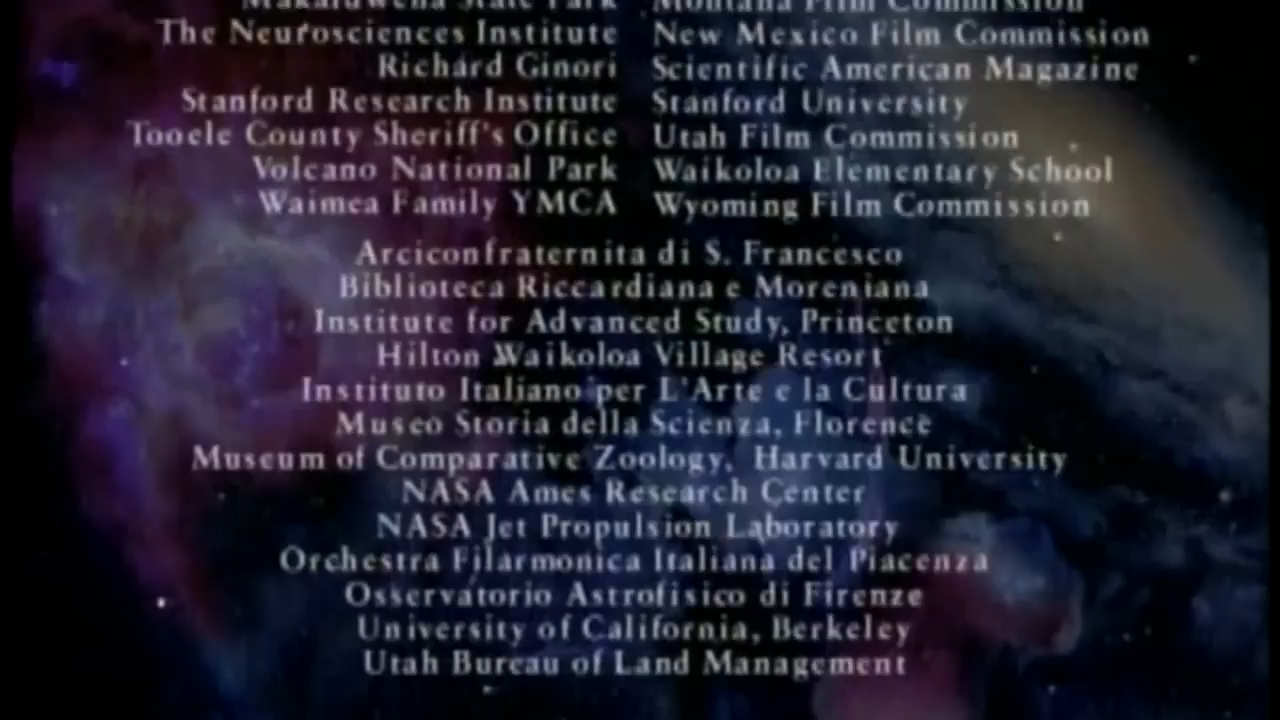 Montana Film Commission
The Neurosciences Institute New Mexico Film Commission
Richard Ginori Scientific American Magazine
Stanford Research Institute Stanford University
Tooele County Sheriff's Office Utah Film Commission
Volcano National Park Waikoloa Elementary School
Waimea Family YMCA Wyoming Film Commission
Arciconfraternita di S. Francesco
Biblioteca Riccardiana e Moreniana
Institute for Advanced Study, Princeton
Hilton Waikoloa Village Resort
Instituto Italiano per L'Arte e la Cultura
Museo Storia della Scienza, Florence
Museum of Comparative Zoology, Harvard University
NASA Ames Research Center
NASA Jet Propulsion Laboratory
Orchestra Filarmonica Italiana del Piacenza
Osservatorio Astrofisico di Firenze
University of California, Berkeley
Utah Bureau of Land Management